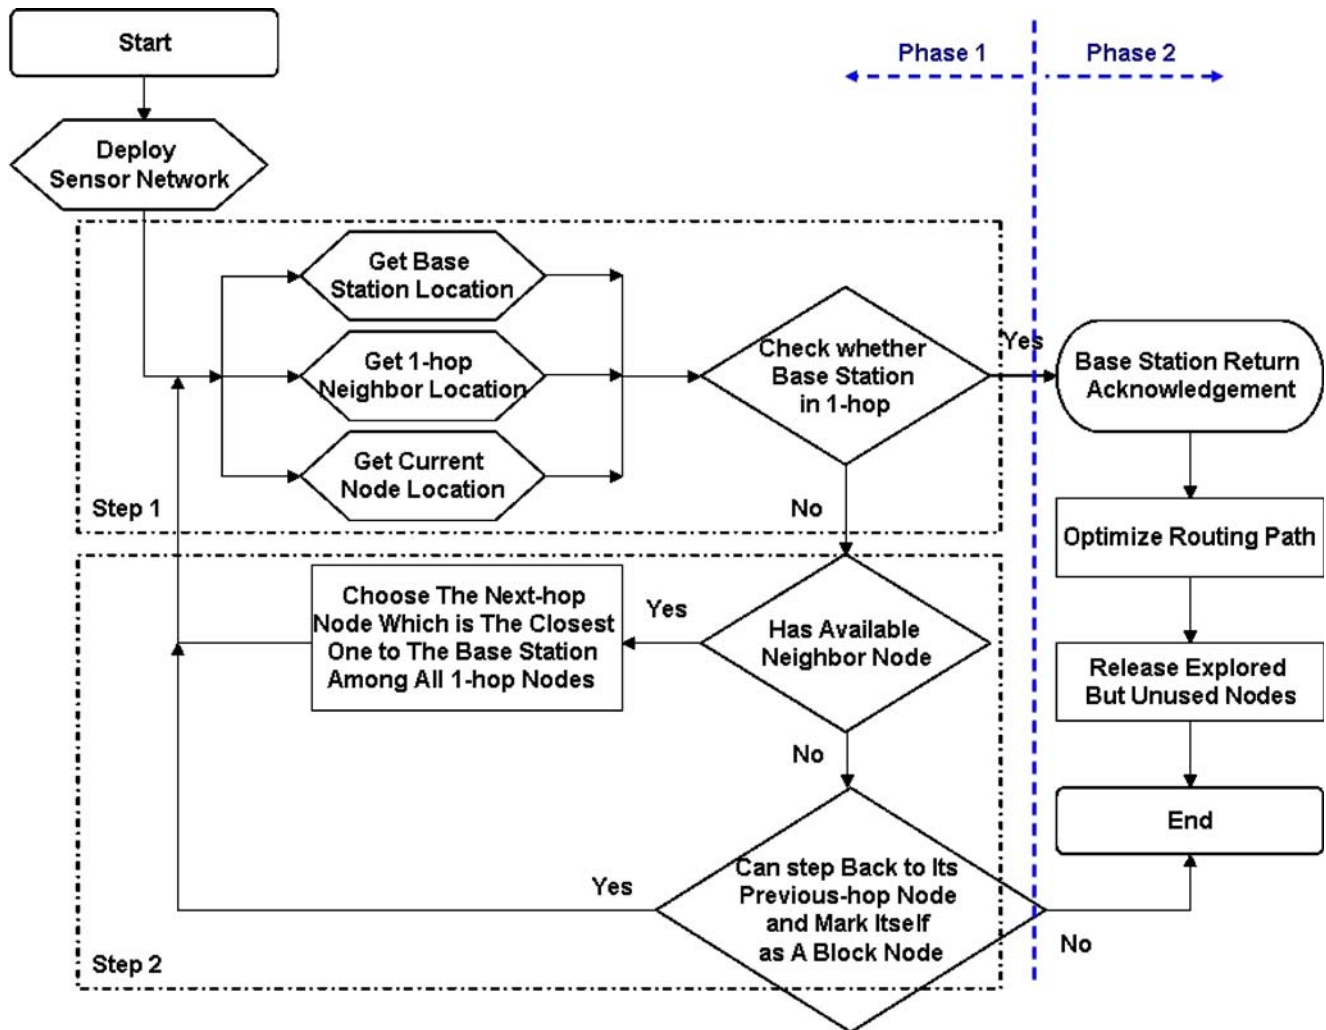 Start
Phase 1
Phase 2
Deploy
Sensor Network
Get Base
Station Location
Get 1-hop
Neighbor Location
Get Current
Node Location
Step 1
Check whether
Base Station
in 1-hop
Yes
Base Station Return
Acknowledgement
No
Optimize Routing Path
Choose The Next-hop
Node Which is The Closest
One to The Base Station
Among All 1-hop Nodes
Yes
Has Available
Neighbor Node
Release Explored
But Unused Nodes
No
End
Yes
Can step Back to Its
Previous-hop Node
and Mark Itself
as A Block Node
No
Step 2